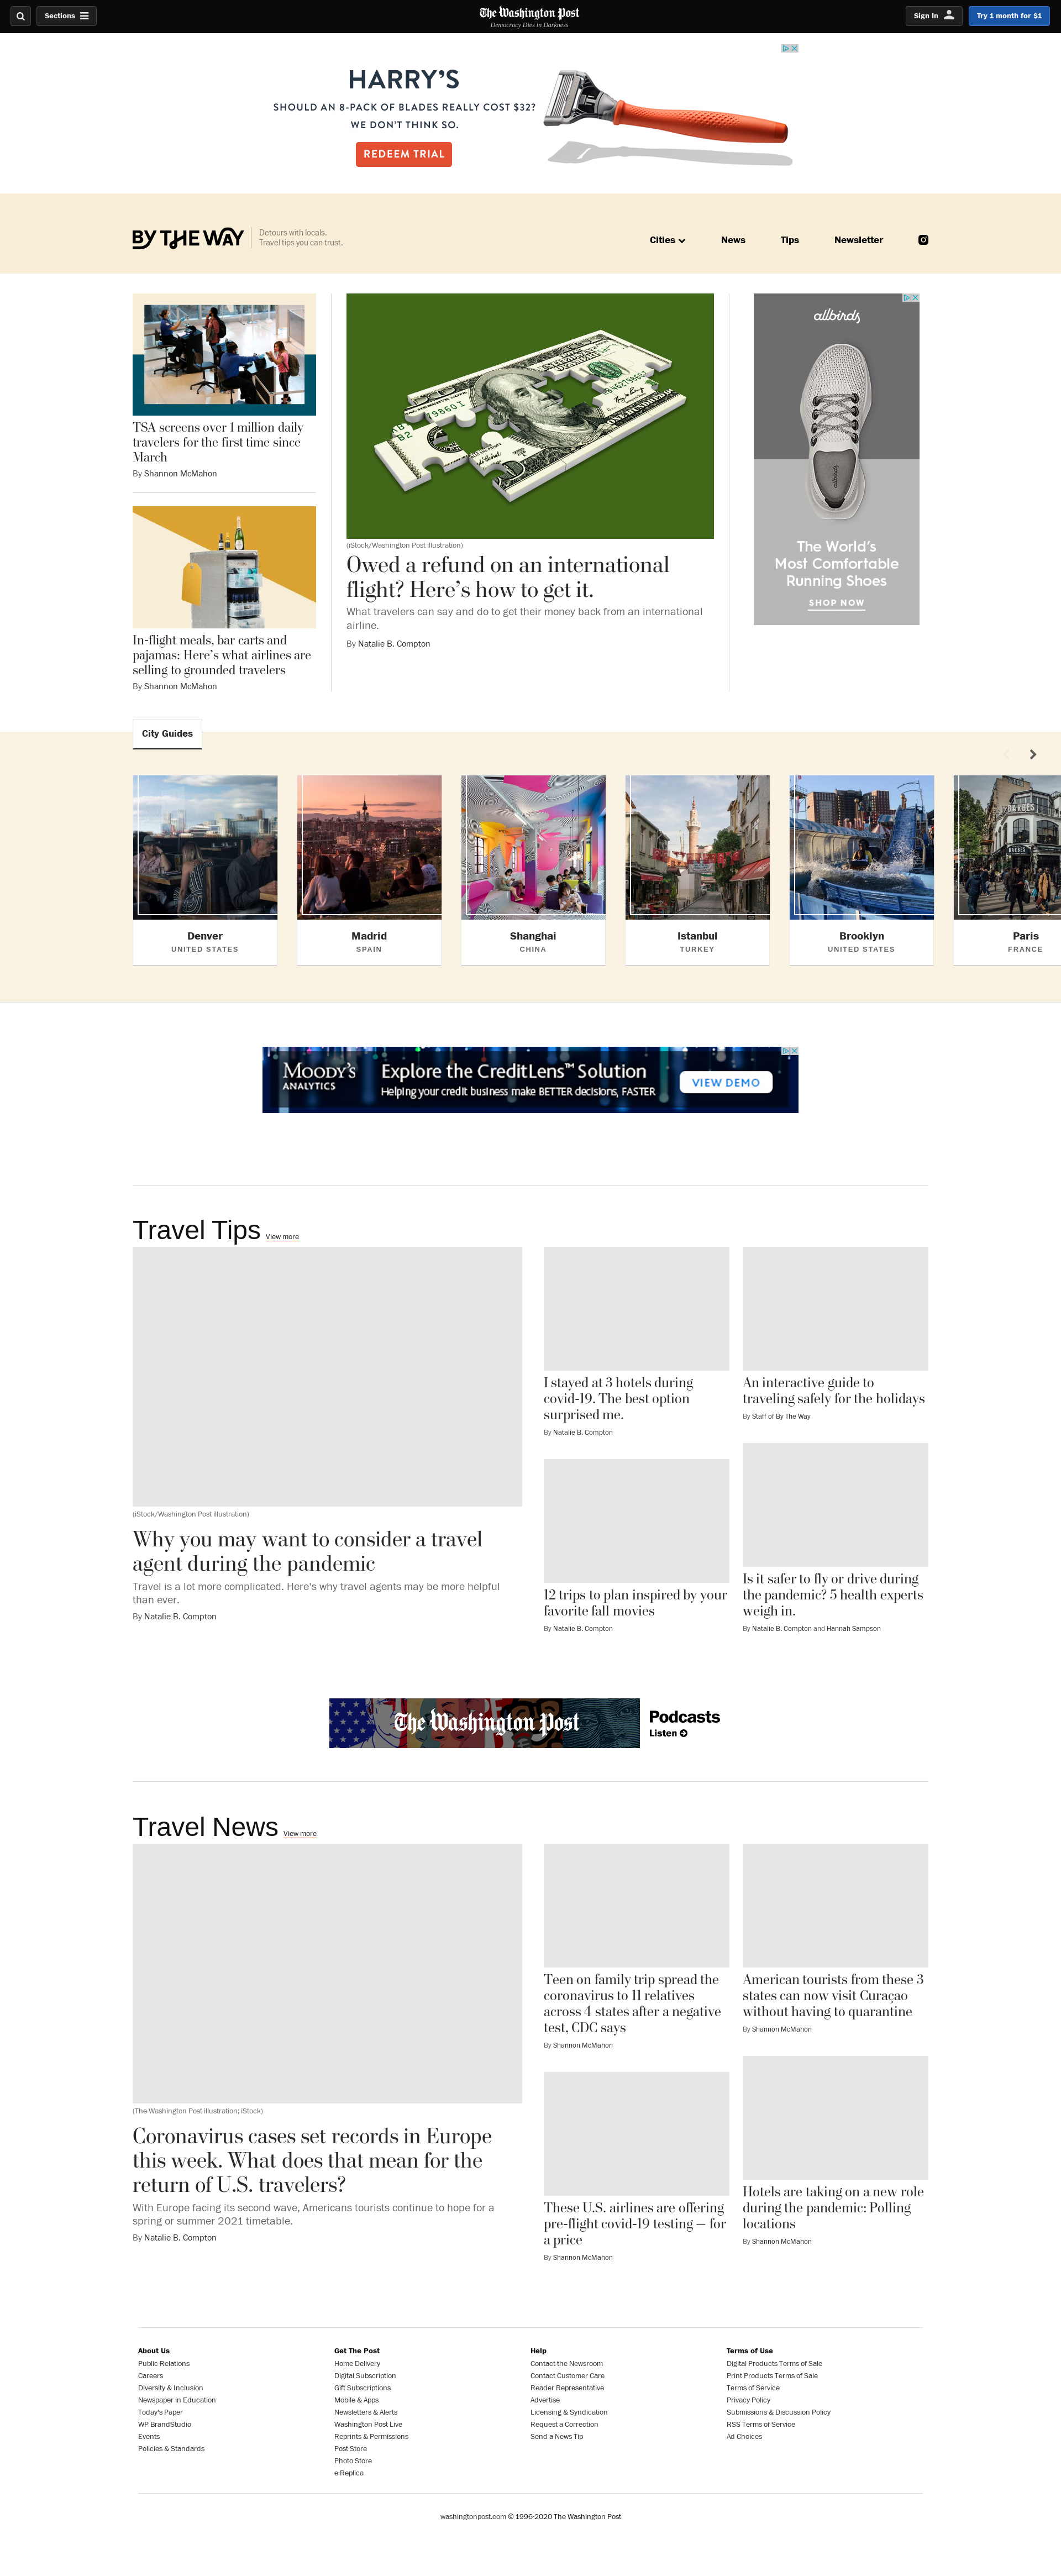 Sections
The Washington Post
Democracy Dies in Darkness
Sign In
Try 1 month for $1
HARRY'S
SHOULD AN 8-PACK OF BLADES REALLY COST $32?
WE DON'T THINK SO.
REDEEM TRIAL
BY THE WAY
Detours with locals.
Travel tips you can trust.
Cities
News
Tips
Newsletter
TSA screens over 1 million daily
travelers for the first time since
March
By Shannon McMahon
In-flight meals, bar carts and
pajamas: Here's what airlines are
selling to grounded travelers
By Shannon McMahon
(iStock/Washington Post illustration)
Owed a refund on an international
flight? Here's how to get it.
What travelers can say and do to get their money back from an international
airline.
By Natalie B. Compton
allbirds
The World's
Most Comfortable
Running Shoes
SHOP NOW
City Guides
Denver
UNITED STATES
Madrid
SPAIN
Shanghai
CHINA
Istanbul
TURKEY
Brooklyn
UNITED STATES
Paris
FRANCE
MOODY'S
ANALYTICS
Explore the CreditLens™ Solution
Helping your credit business make BETTER decisions, FASTER
VIEW DEMO
Travel Tips View more
(iStock/Washington Post illustration)
Why you may want to consider a travel
agent during the pandemic
Travel is a lot more complicated. Here's why travel agents may be more helpful
than ever.
By Natalie B. Compton
I stayed at 3 hotels during
covid-19. The best option
surprised me.
By Natalie B. Compton
12 trips to plan inspired by your
favorite fall movies
By Natalie B. Compton
An interactive guide to
traveling safely for the holidays
By Staff of By The Way
Is it safer to fly or drive during
the pandemic? 5 health experts
weigh in.
By Natalie B. Compton and Hannah Sampson
The Washington Post
Podcasts
Listen
Travel News View more
(The Washington Post illustration; iStock)
Coronavirus cases set records in Europe
this week. What does that mean for the
return of U.S. travelers?
With Europe facing its second wave, Americans tourists continue to hope for a
spring or summer 2021 timetable.
By Natalie B. Compton
Teen on family trip spread the
coronavirus to 11 relatives
across 4 states after a negative
test, CDC says
By Shannon McMahon
These U.S. airlines are offering
pre-flight covid-19 testing — for
a price
By Shannon McMahon
American tourists from these 3
states can now visit Curaçao
without having to quarantine
By Shannon McMahon
Hotels are taking on a new role
during the pandemic: Polling
locations
By Shannon McMahon
About Us
Public Relations
Careers
Diversity & Inclusion
Newspaper in Education
Today's Paper
WP BrandStudio
Events
Policies & Standards
Get The Post
Home Delivery
Digital Subscription
Gift Subscriptions
Mobile & Apps
Newsletters & Alerts
Washington Post Live
Reprints & Permissions
Post Store
Photo Store
e-Replica
Help
Contact the Newsroom
Contact Customer Care
Reader Representative
Advertise
Licensing & Syndication
Request a Correction
Send a News Tip
Terms of Use
Digital Products Terms of Sale
Print Products Terms of Sale
Terms of Service
Privacy Policy
Submissions & Discussion Policy
RSS Terms of Service
Ad Choices
washingtonpost.com © 1996-2020 The Washington Post